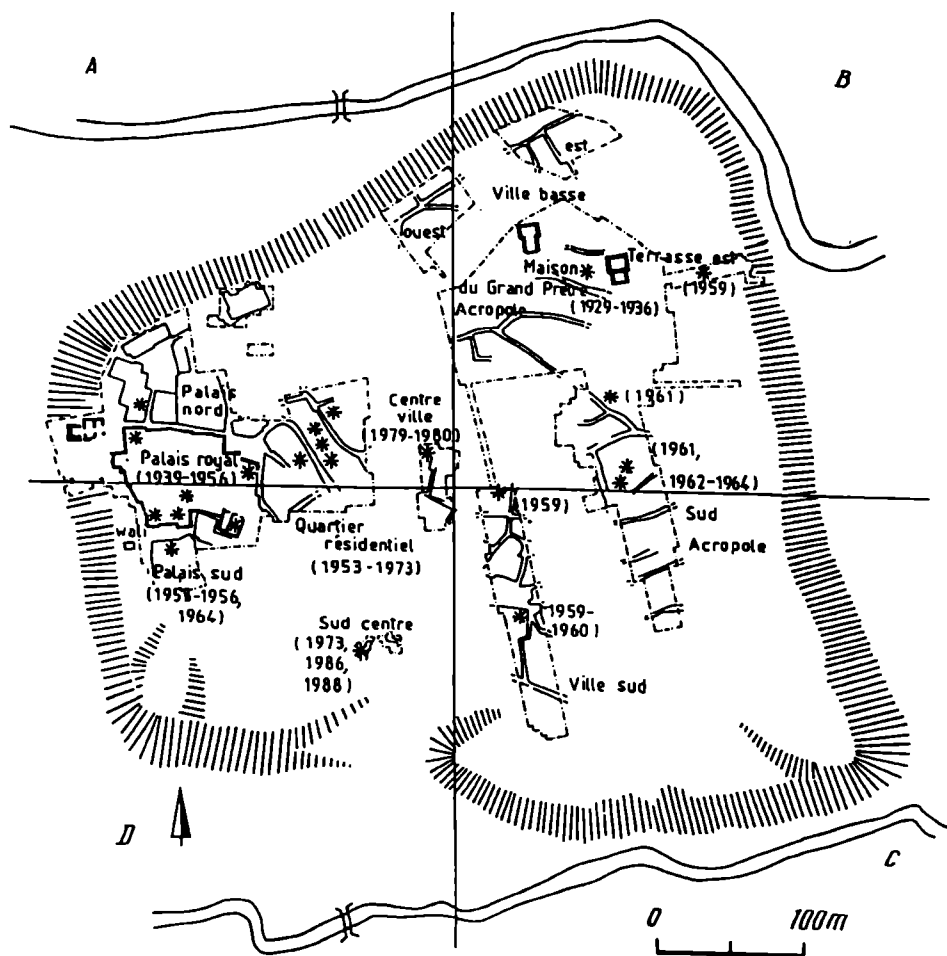 A
B
est
Ville basse
ouest
Maison
Terrasse est
du Grand Prêtre
(1959)
(1929-1936)
Acropole
Palais
nord
Centre
ville
(1979-1980)
(1961)
Palais royal
(1939-1956)
(1961,
1962-1964)
(1959)
Sud
Acropole
Wali
Quartier
résidentiel
(1953-1973)
Palais sud
1964)
Sud centre
(1973,
1986,
1988)
1959-
1960)
Ville sud
D
C
0 100m